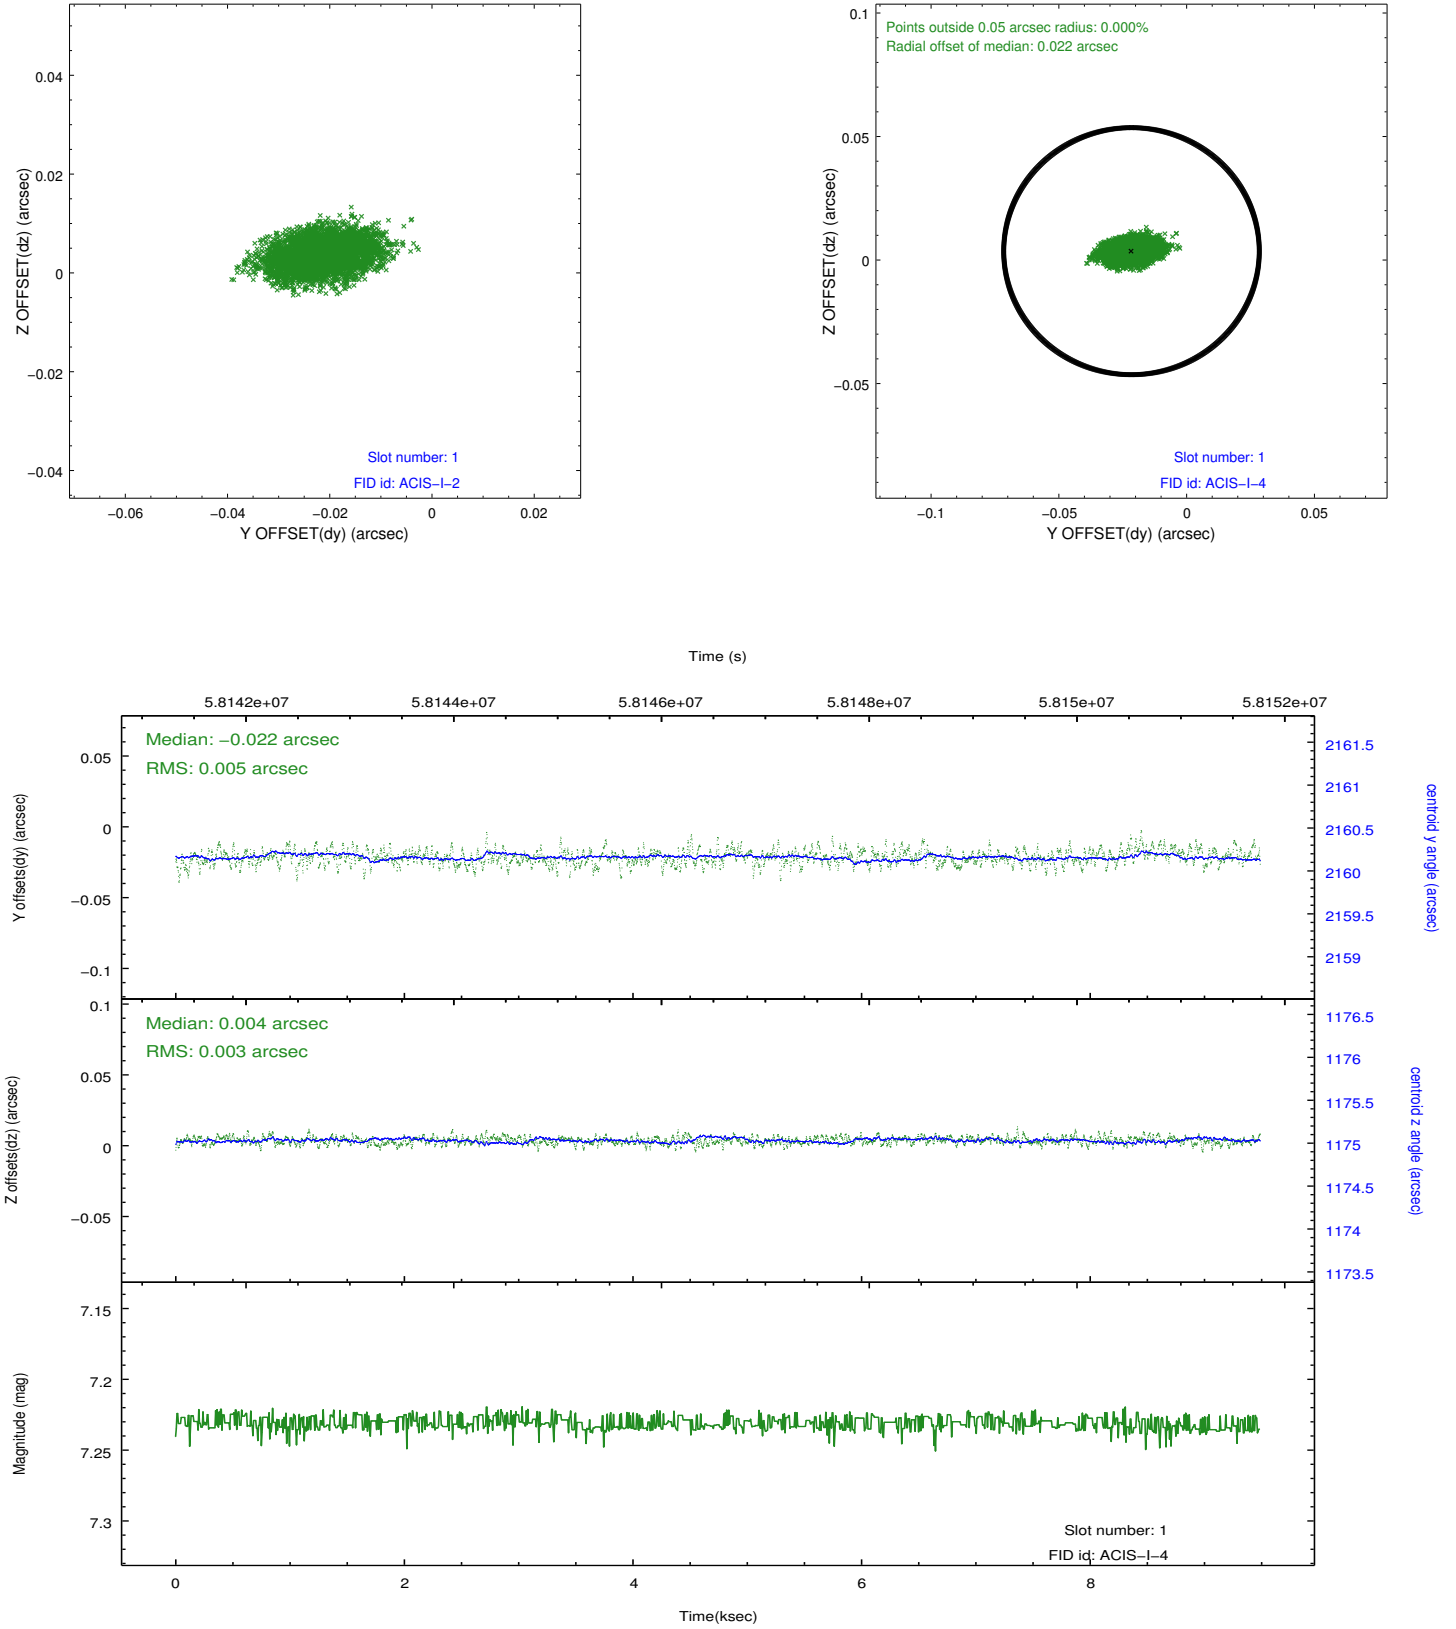 0.04
0.02
0
−0.02
−0.04
Z OFFSET(dz) (arcsec)
Slot number: 1
FID id: ACIS−I−2
−0.06
−0.04
−0.02
0
0.02
Y OFFSET(dy) (arcsec)
Points outside 0.05 arcsec radius: 0.000%
Radial offset of median: 0.022 arcsec
0.1
0.05
0
−0.05
Z OFFSET(dz) (arcsec)
Slot number: 1
FID id: ACIS−I−4
−0.1
−0.05
0
0.05
Y OFFSET(dy) (arcsec)
Time (s)
5.8142e+07
5.8144e+07
5.8146e+07
5.8148e+07
5.815e+07
5.8152e+07
Median: −0.022 arcsec
RMS: 0.005 arcsec
0.05
0
−0.05
−0.1
Y offsets(dy) (arcsec)
2161.5
2161
2160.5
2160
2159.5
2159
centroid y angle (arcsec)
Median: 0.004 arcsec
RMS: 0.003 arcsec
0.1
0.05
0
−0.05
Z offsets(dz) (arcsec)
1176.5
1176
1175.5
1175
1174.5
1174
1173.5
centroid z angle (arcsec)
7.15
7.2
7.25
7.3
Magnitude (mag)
Slot number: 1
FID id: ACIS−I−4
0
2
4
6
8
Time(ksec)